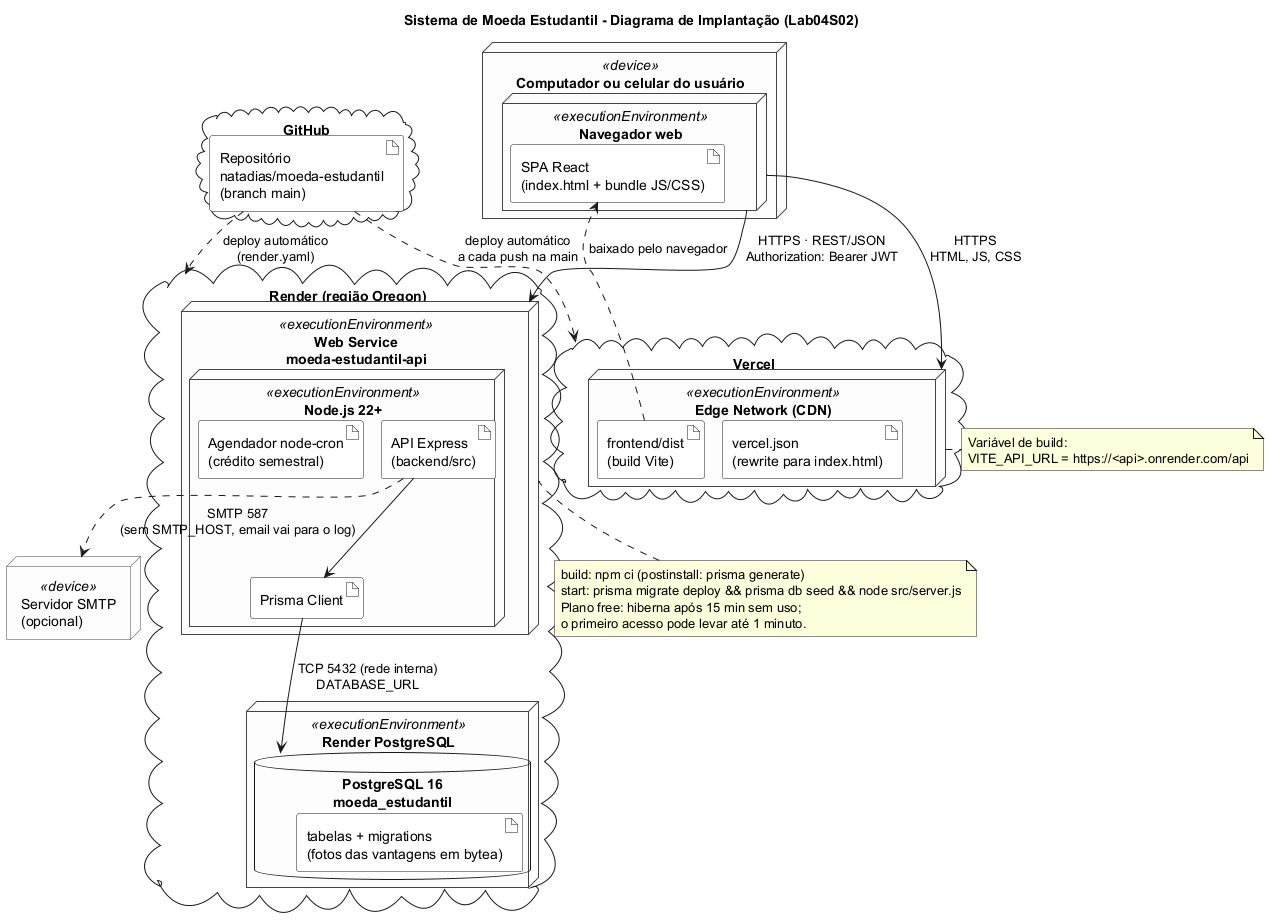 Sistema de Moeda Estudantil - Diagrama de Implantação (Lab04S02)
«device»
Computador ou celular do usuário
«executionEnvironment»
Navegador web
SPA React
(index.html + bundle JS/CSS)
GitHub
Repositório
natadias/moeda-estudantil
(branch main)
deploy automático
(render.yaml)
deploy automático
a cada push na main
baixado pelo navegador
HTTPS · REST/JSON
Authorization: Bearer JWT
HTTPS
HTML, JS, CSS
Render (região Oregon)
«executionEnvironment»
Web Service
moeda-estudantil-api
«executionEnvironment»
Node.js 22+
Agendador node-cron
(crédito semestral)
API Express
(backend/src)
Vercel
«executionEnvironment»
Edge Network (CDN)
frontend/dist
(build Vite)
vercel.json
(rewrite para index.html)
Variável de build:
VITE_API_URL = https://<api>.onrender.com/api
SMTP 587
(sem SMTP_HOST, email vai para o log)
«device»
Servidor SMTP
(opcional)
Prisma Client
build: npm ci (postinstall: prisma generate)
start: prisma migrate deploy && prisma db seed && node src/server.js
Plano free: hiberna após 15 min sem uso;
o primeiro acesso pode levar até 1 minuto.
TCP 5432 (rede interna)
DATABASE_URL
«executionEnvironment»
Render PostgreSQL
PostgreSQL 16
moeda_estudantil
tabelas + migrations
(fotos das vantagens em bytea)